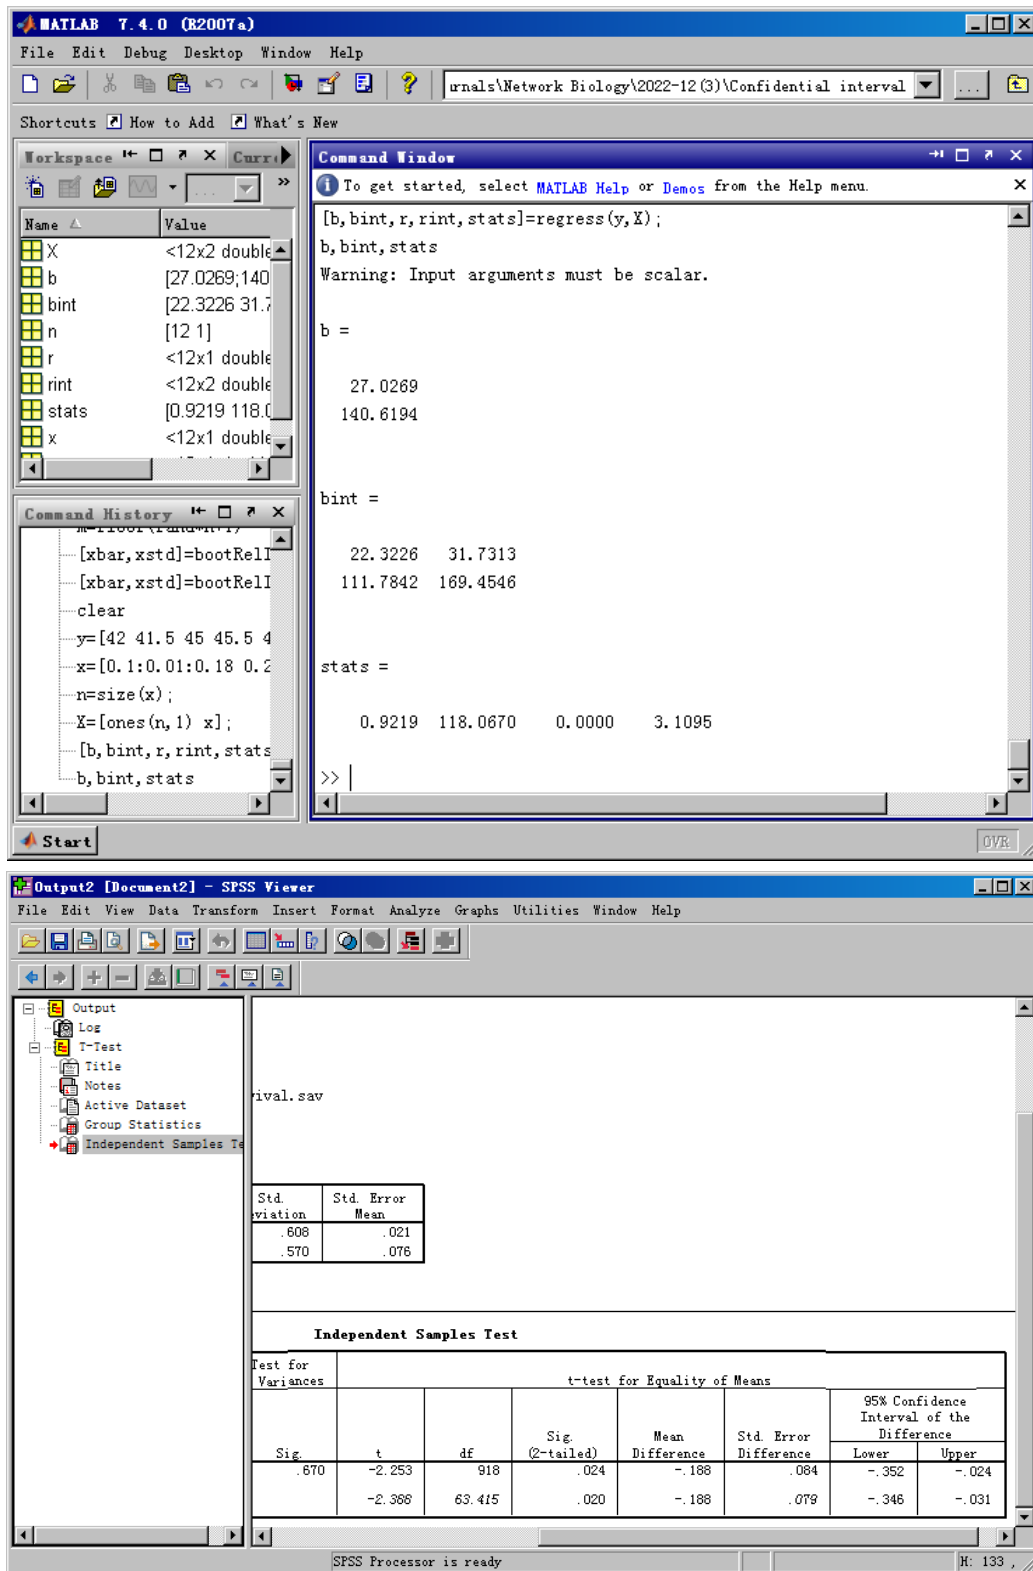 MATLAB 7.4.0 (R2007a)
File Edit Debug Desktop Window Help
urnals\Network Biology\2022-12(3)\Confidential interval
...
Shortcuts How to Add What's New
Workspace
Curr
...
Name Value
X <12x2 double
b [27.0269;140
bint [22.3226 31.7
n [12 1]
r <12x1 double
rint <12x2 double
stats [0.9219 118.0
x <12x1 double
Command History
[xbar,xstd]=bootRelI
[xbar,xstd]=bootRelI
clear
y=[42 41.5 45 45.5 4
x=[0.1:0.01:0.18 0.2
n=size(x);
X=[ones(n,1) x];
[b,bint,r,rint,stats
b,bint,stats
Command Window
To get started, select MATLAB Help or Demos from the Help menu.
[b,bint,r,rint,stats]=regress(y,X);
b,bint,stats
Warning: Input arguments must be scalar.
b =
27.0269
140.6194
bint =
22.3226 31.7313
111.7842 169.4546
stats =
0.9219 118.0670 0.0000 3.1095
>>
Start
OVR
Output2 [Document2] - SPSS Viewer
File Edit View Data Transform Insert Format Analyze Graphs Utilities Window Help
Output
Log
T-Test
Title
Notes
Active Dataset
Group Statistics
Independent Samples Te
vival.sav
Std. Std. Error
eviation Mean
.608 .021
.570 .076
Independent Samples Test
Test for
Variances t-test for Equality of Means
95% Confidence
Interval of the
Sig. Mean Std. Error Difference
Sig. t df (2-tailed) Difference Difference Lower Upper
.670 -2.253 918 .024 -.188 .084 -.352 -.024
-2.388 63.415 .020 -.188 .079 -.346 -.031
SPSS Processor is ready
H: 133 ,